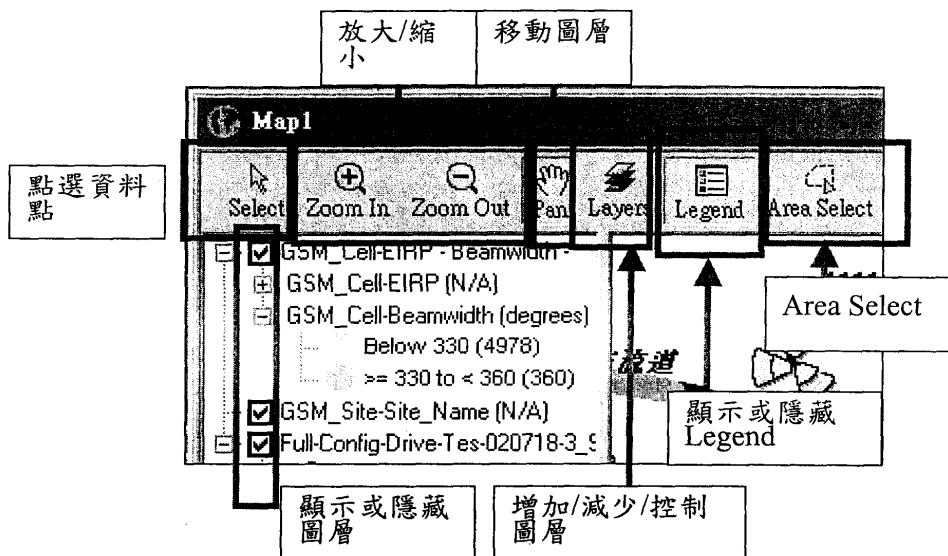 放大/縮
小
移動圖層
Map1
點選資料
點
Select
Zoom In
Zoom Out
Pan
Layers
Legend
Area Select
GSM_Cell-EIRP - Beamwidth -
GSM_Cell-EIRP (N/A)
GSM_Cell-Beamwidth (degrees)
Below 330 (4978)
>= 330 to < 360 (360)
GSM_Site-Site_Name (N/A)
Full-Config-Drive-Tes-020718-3_S
Area Select
顯示或隱藏
Legend
顯示或隱藏
圖層
增加/減少/控制
圖層